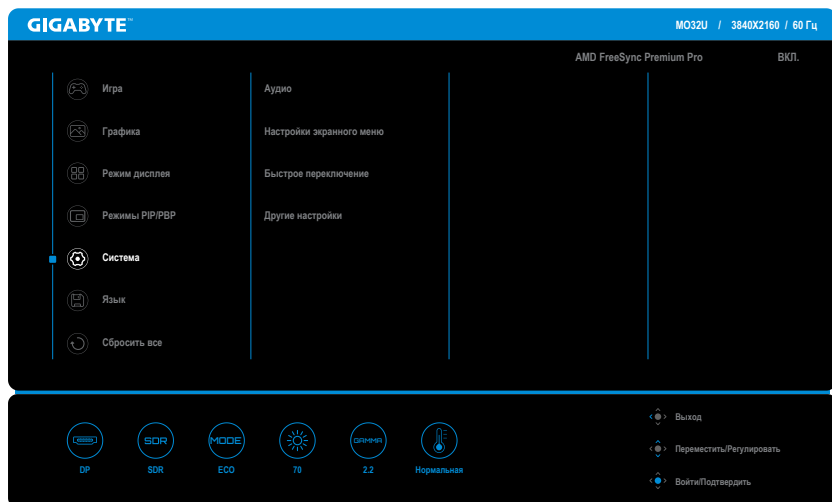 GIGABYTE™
MO32U / 3840X2160 / 60 Гц
AMD FreeSync Premium Pro ВКЛ.
Игра
Графика
Режим дисплея
Режимы PIP/PBP
Система
Язык
Сбросить все
Аудио
Настройки экранного меню
Быстрое переключение
Другие настройки
SDR
MODE
GAMMA
DP
SDR
ECO
70
2.2
Нормальная
Выход
Переместить/Регулировать
Войти/Подтвердить